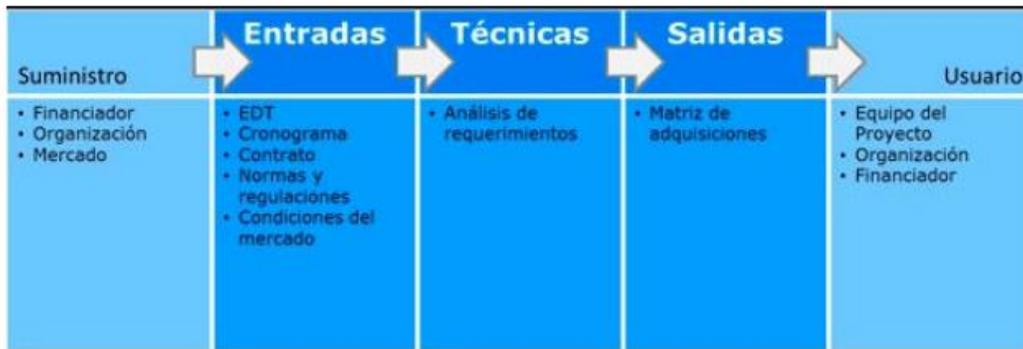 Suministro
Entradas
Técnicas
Salidas
Usuario
• Financiador
• Organización
• Mercado
• EDT
• Cronograma
• Contrato
• Normas y
regulaciones
• Condiciones del
mercado
• Análisis de
requerimientos
• Matriz de
adquisiciones
• Equipo del
Proyecto
• Organización
• Financiador